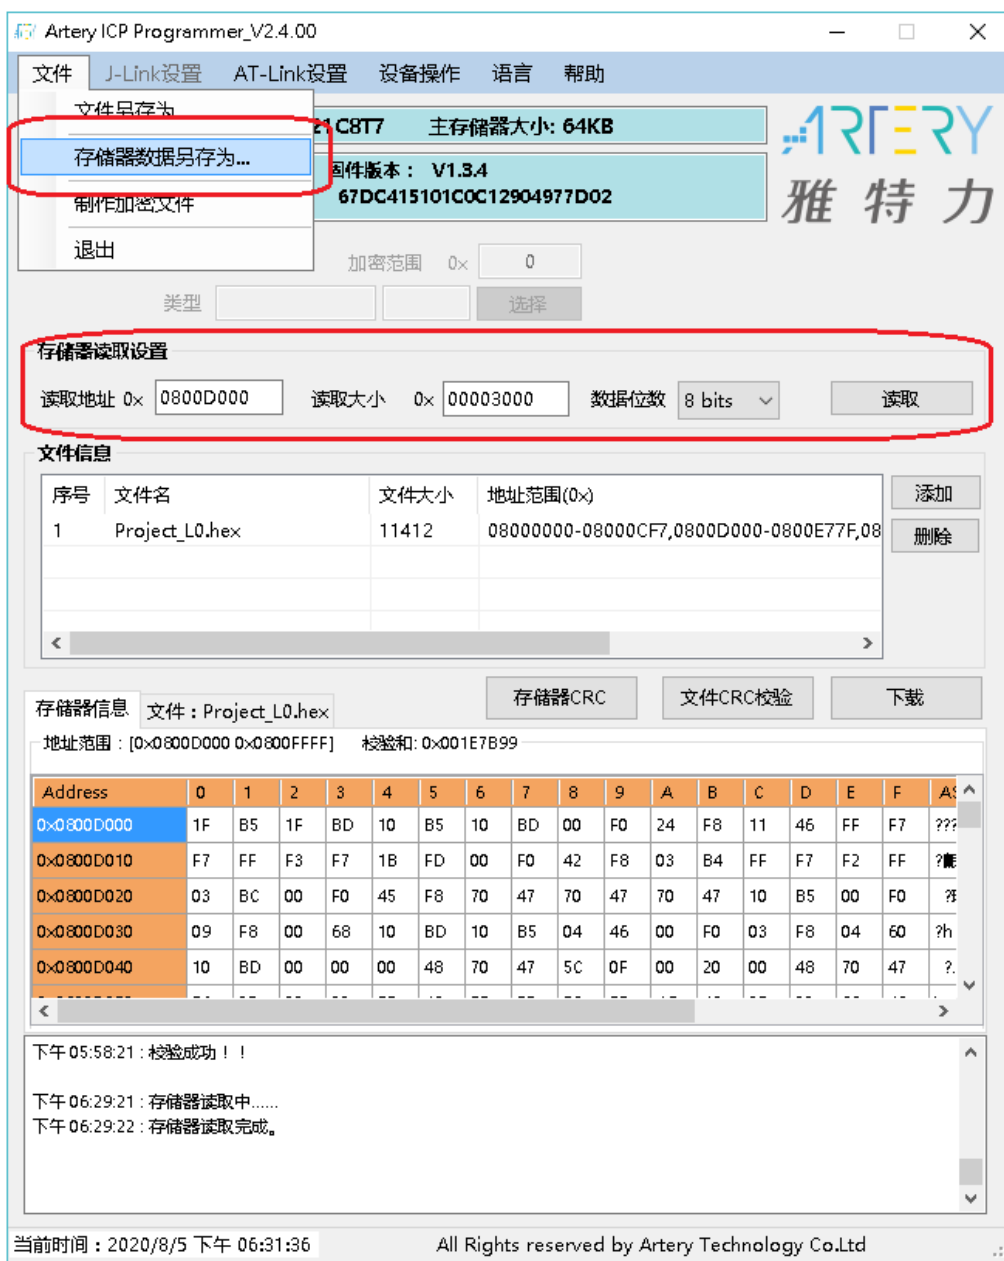 Artery ICP Programmer_V2.4.00
文件 J-Link设置 AT-Link设置 设备操作 语言 帮助
文件另存为
存储器数据另存为...
制作加密文件
退出
21C8T7 主存储器大小: 64KB
固件版本： V1.3.4
67DC415101C0C12904977D02
ARTERY
雅特力
加密范围 0x 0
类型 选择
存储器读取设置
读取地址 0x 0800D000 读取大小 0x 00003000 数据位数 8 bits 读取
文件信息
序号 文件名 文件大小 地址范围(0x) 添加
1 Project_L0.hex 11412 08000000-08000CF7,0800D000-0800E77F,08 删除
存储器信息 文件 : Project_L0.hex 存储器CRC 文件CRC校验 下载
地址范围 : [0x0800D000 0x0800FFFF] 校验和: 0x001E7B99
Address 0 1 2 3 4 5 6 7 8 9 A B C D E F
0x0800D000 1F B5 1F BD 10 B5 10 BD 00 F0 24 F8 11 46 FF F7 ???
0x0800D010 F7 FF F3 F7 1B FD 00 F0 42 F8 03 B4 FF F7 F2 FF
0x0800D020 03 BC 00 F0 45 F8 70 47 70 47 70 47 10 B5 00 F0
0x0800D030 09 F8 00 68 10 BD 10 B5 04 46 00 F0 03 F8 04 60 ?h
0x0800D040 10 BD 00 00 00 48 70 47 5C 0F 00 20 00 48 70 47 ?.
下午 05:58:21 : 校验成功！！
下午 06:29:21 : 存储器读取中......
下午 06:29:22 : 存储器读取完成。
当前时间 : 2020/8/5 下午 06:31:36 All Rights reserved by Artery Technology Co.Ltd